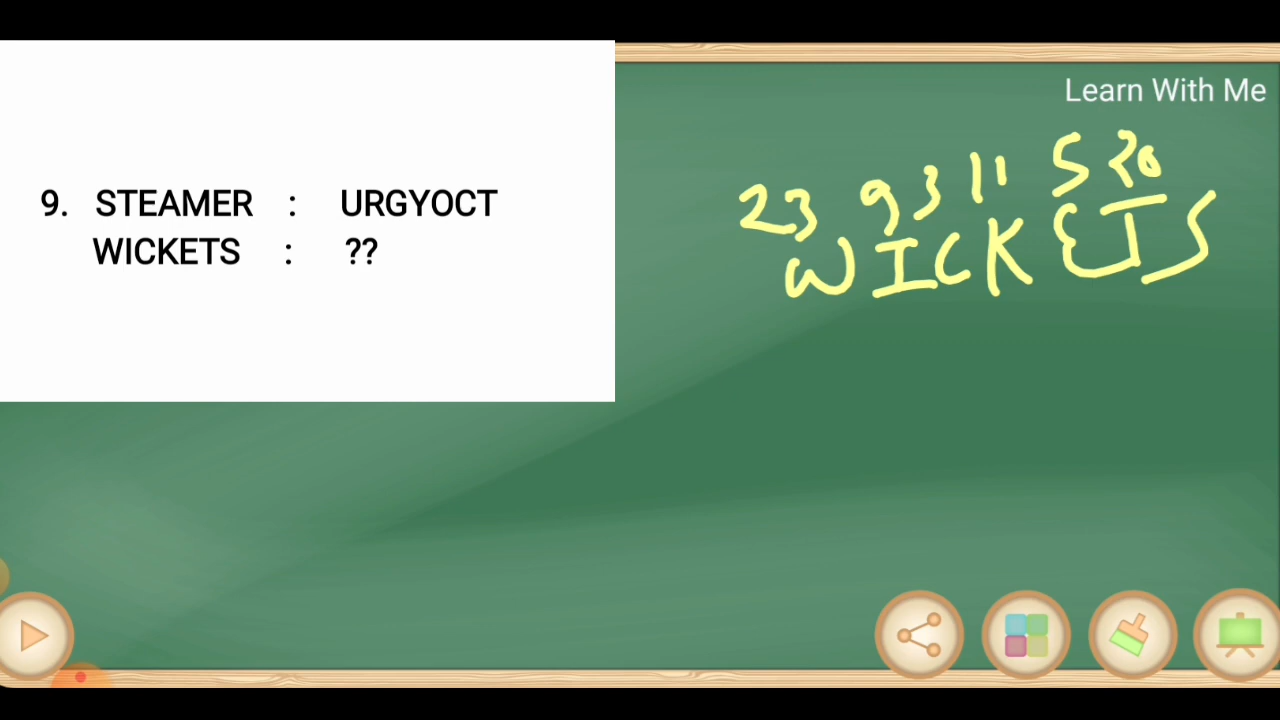 Learn With Me
9. STEAMER : URGYOCT
WICKETS : ??
23 9 3 11 5 20
WICKETS